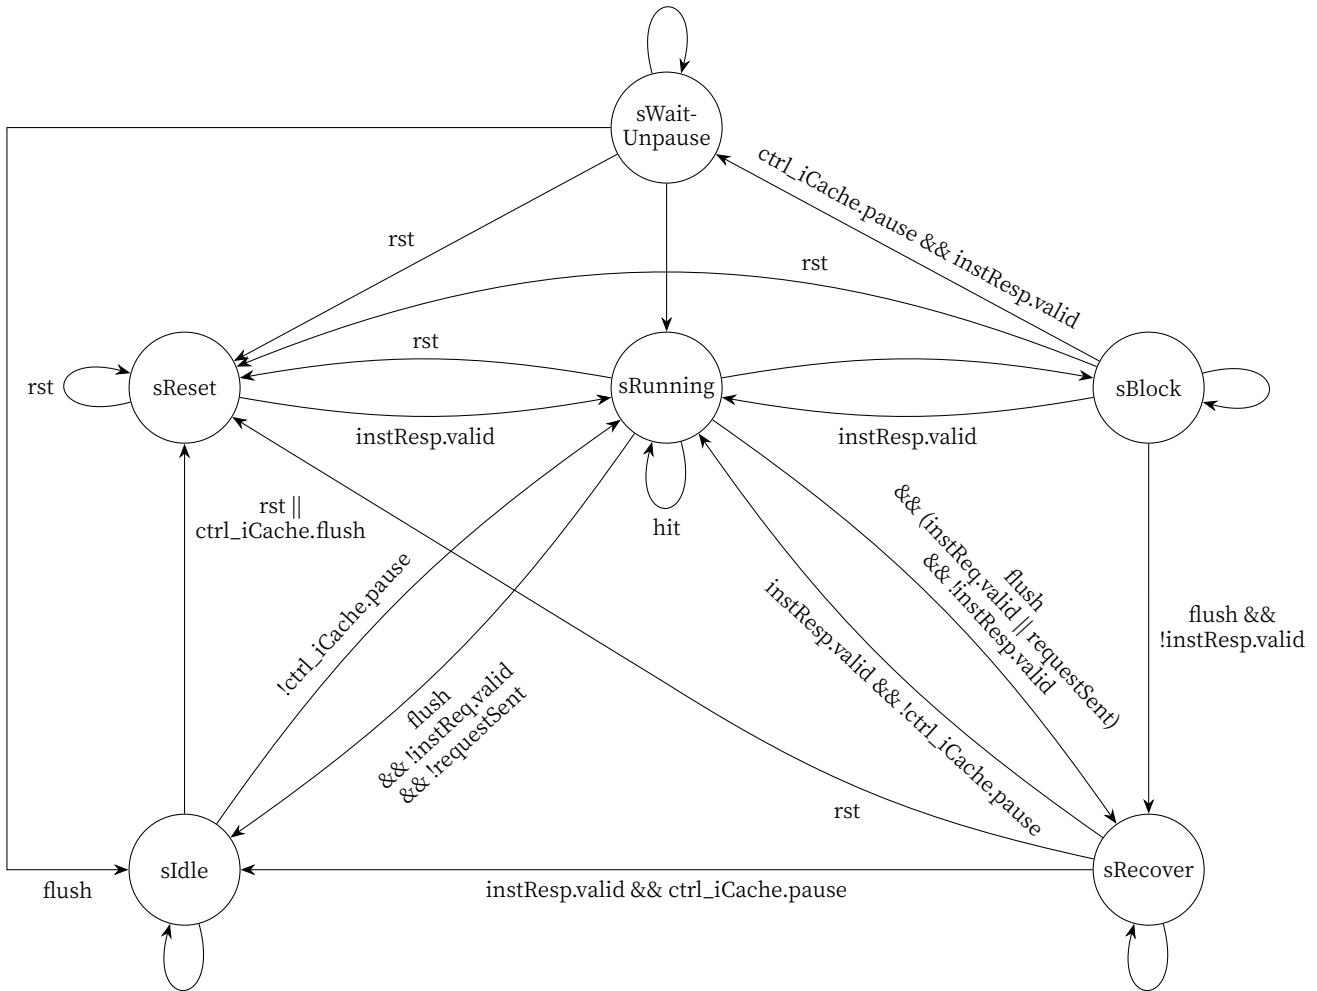 sWait-
Unpause
ctrl_iCache.pause && instResp.valid
rst
rst
rst
rst
sReset
sRunning
sBlock
instResp.valid
instResp.valid
hit
rst ||
ctrl_iCache.flush
!ctrl_iCache.pause
flush
&& !instReq.valid
&& !requestSent
instResp.valid && !ctrl_iCache.pause
flush
&& (instReq.valid || requestSent)
&& !instResp.valid
flush &&
!instResp.valid
rst
sIdle
sRecover
flush
instResp.valid && ctrl_iCache.pause